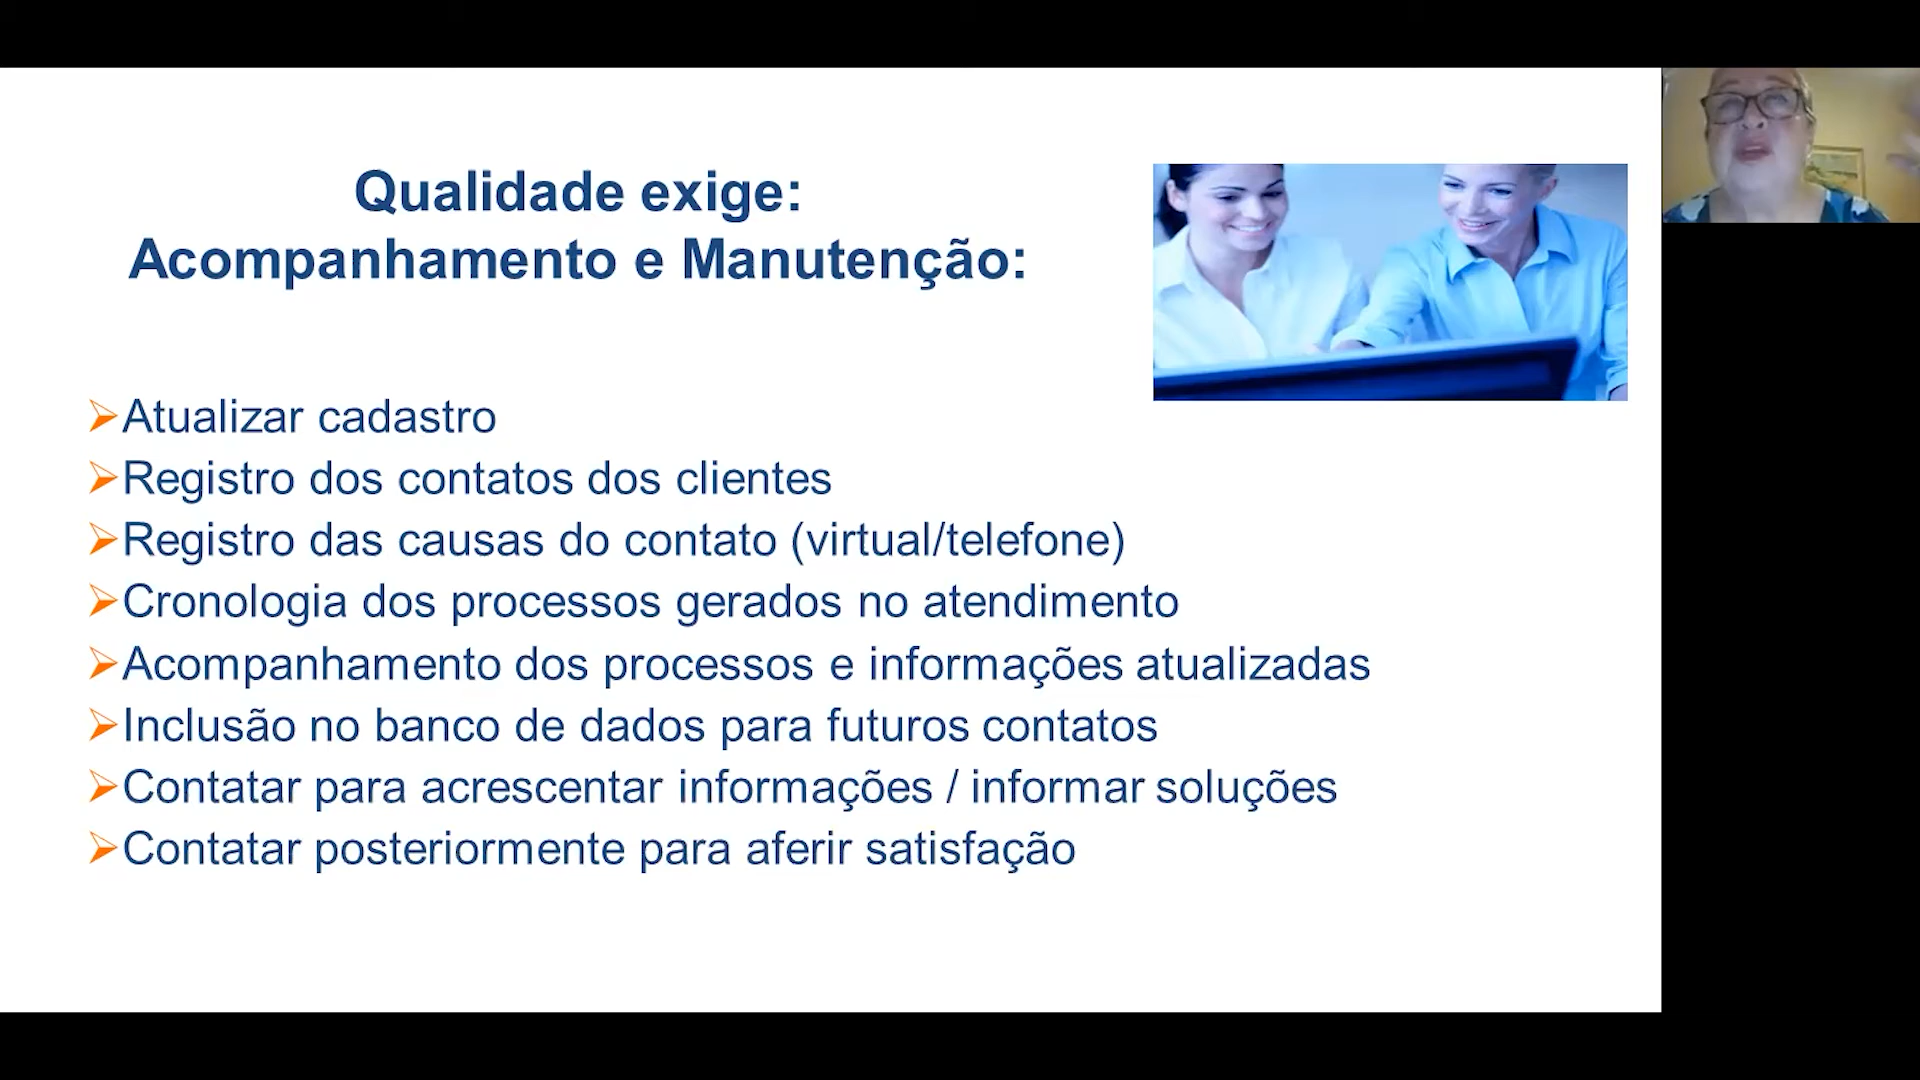 Qualidade exige:
Acompanhamento e Manutenção:
➢Atualizar cadastro
➢Registro dos contatos dos clientes
➢Registro das causas do contato (virtual/telefone)
➢Cronologia dos processos gerados no atendimento
➢Acompanhamento dos processos e informações atualizadas
➢Inclusão no banco de dados para futuros contatos
➢Contatar para acrescentar informações / informar soluções
➢Contatar posteriormente para aferir satisfação